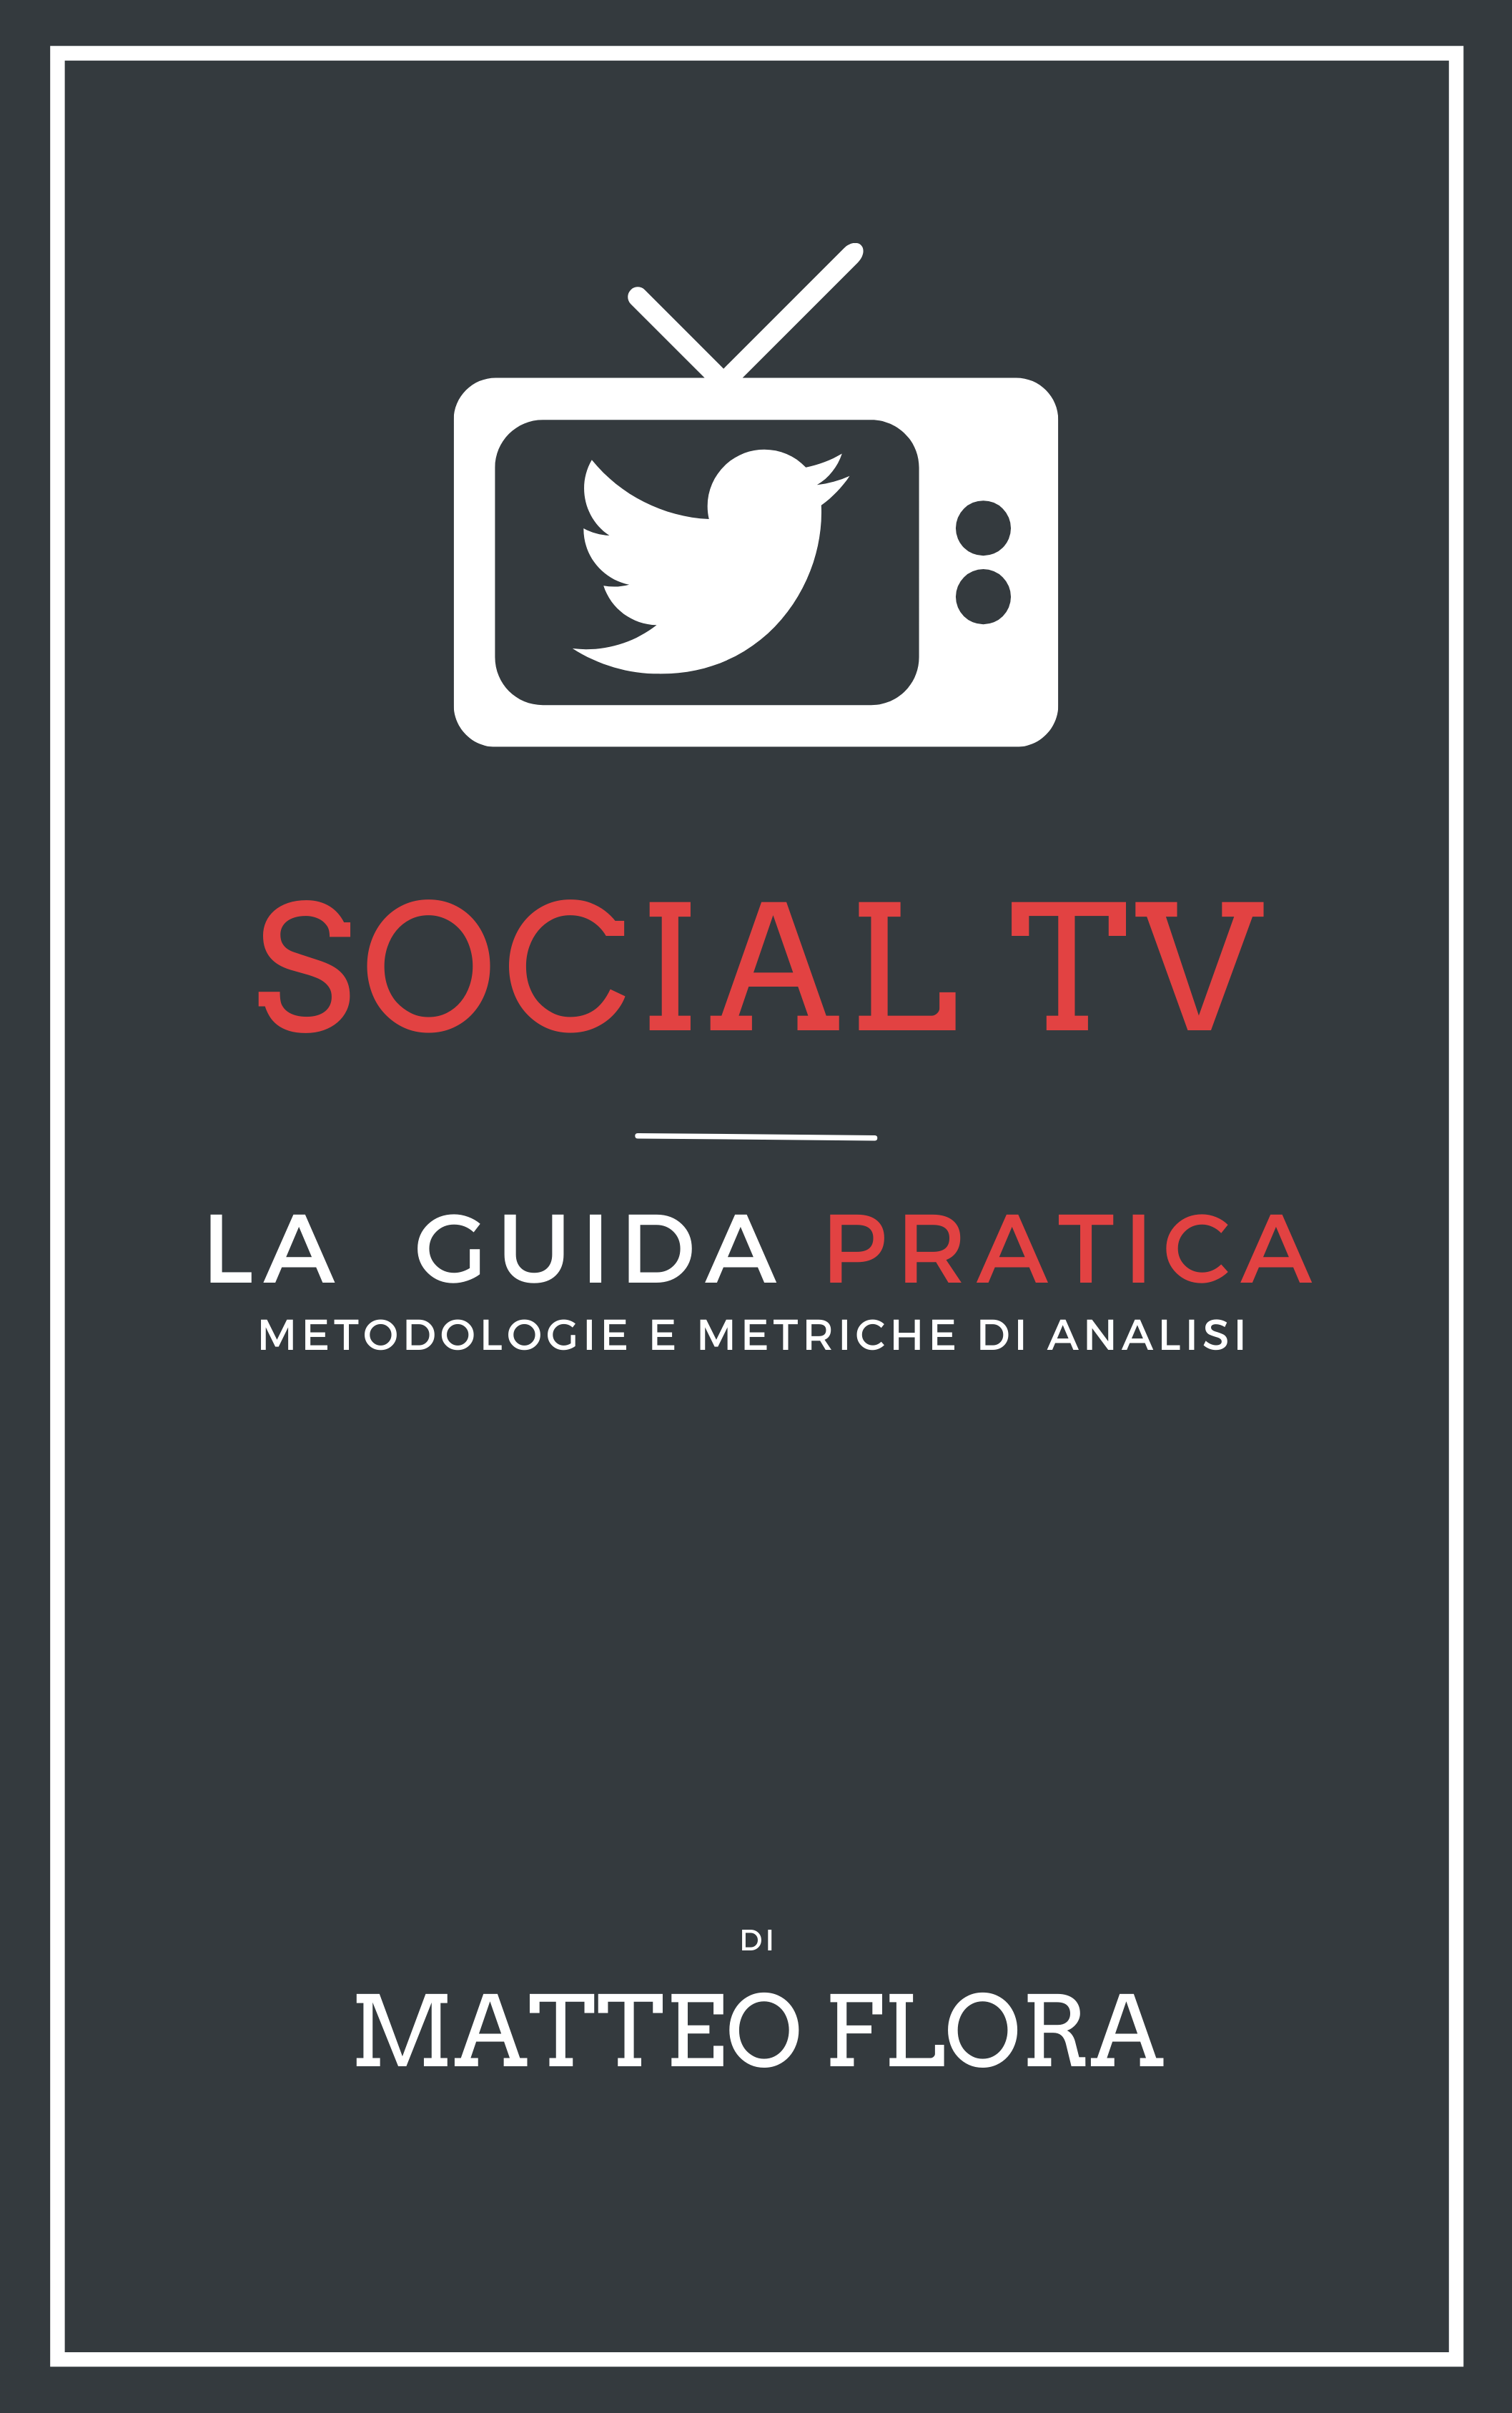 SOCIAL TV
LA GUIDA PRATICA
METODOLOGIE E METRICHE DI ANALISI
DI
MATTEO FLORA